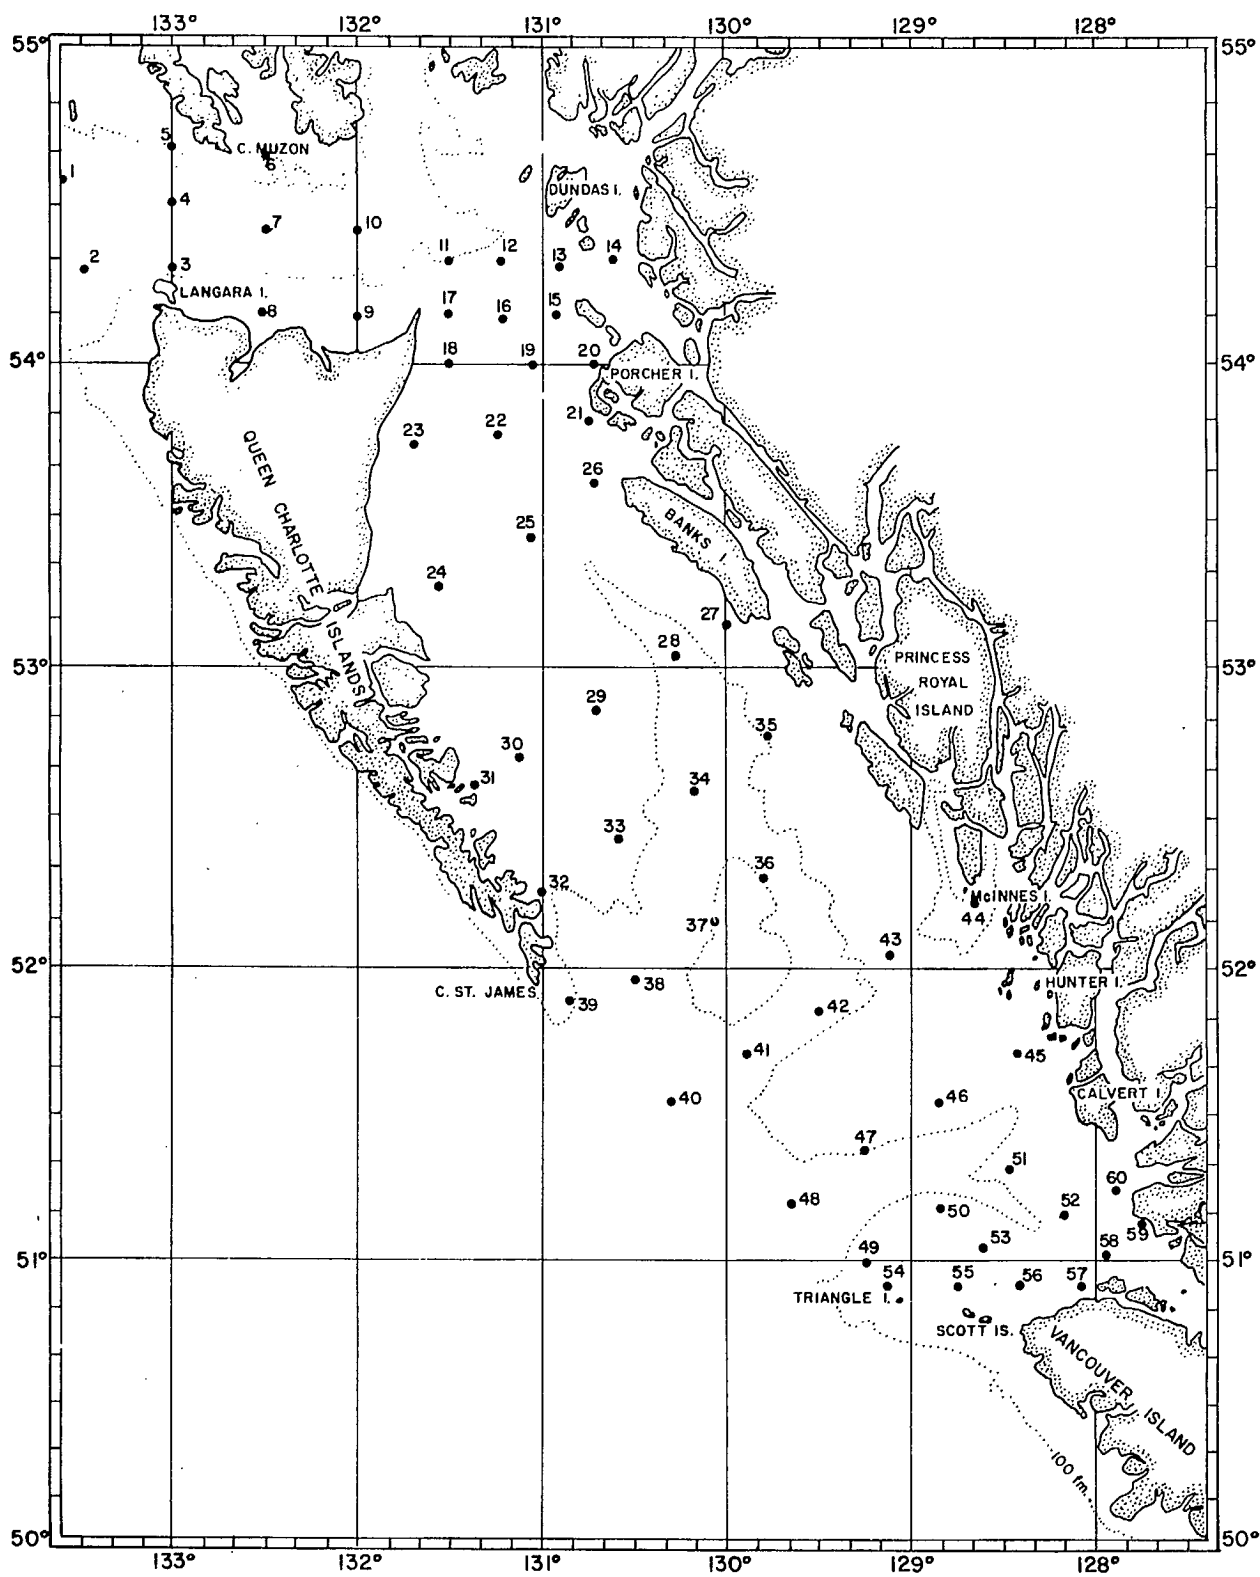 133° 132° 131° 130° 129° 128°
55° 55°
5
C. MUZON
6
1
4
DUNDAS I.
7 10
2 3 11 12 13 14
LANGARA I.
8 9 17 16 15
54° 18 19 20 54°
PORCHER I.
21
23 22
26
QUEEN CHARLOTTE ISLANDS
BANKS I.
25
24
27
28
53° 53°
PRINCESS
ROYAL
ISLAND
29
35
30
31 34
33
36
32
McINNES I.
44
37
43
52° 52°
C. ST. JAMES
38
HUNTER I.
39
42
41 45
40 46
CALVERT I.
47
51
48 50 52 60
59
53 58
49
51° 51°
54 55 56 57
TRIANGLE I.
SCOTT IS.
VANCOUVER ISLAND
100 fm.
50° 50°
133° 132° 131° 130° 129° 128°